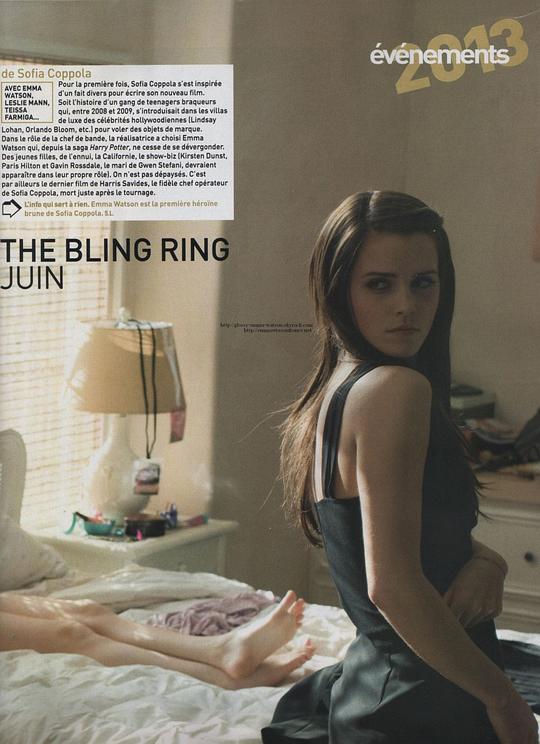 événements
2013
de Sofia Coppola
AVEC EMMA
WATSON,
LESLIE MANN,
TEISSA
FARMIGA...
Pour la première fois, Sofia Coppola s'est inspirée
d'un fait divers pour écrire son nouveau film.
Soit l'histoire d'un gang de teenagers braqueurs
qui, entre 2008 et 2009, s'introduisait dans les villas
de luxe des célébrités hollywoodiennes (Lindsay
Lohan, Orlando Bloom, etc.) pour voler des objets de marque.
Dans le rôle de la chef de bande, la réalisatrice a choisi Emma
Watson qui, depuis la saga Harry Potter, ne cesse de se dévergonder.
Des jeunes filles, de l'ennui, la Californie, le show-biz (Kirsten Dunst,
Paris Hilton et Gavin Rossdale, le mari de Gwen Stefani, devraient
apparaître dans leur propre rôle). On n'est pas dépaysés. C'est
par ailleurs le dernier film de Harris Savides, le fidèle chef opérateur
de Sofia Coppola, mort juste après le tournage.
L'info qui sert à rien. Emma Watson est la première héroïne
brune de Sofia Coppola. S.L.
THE BLING RING
JUIN